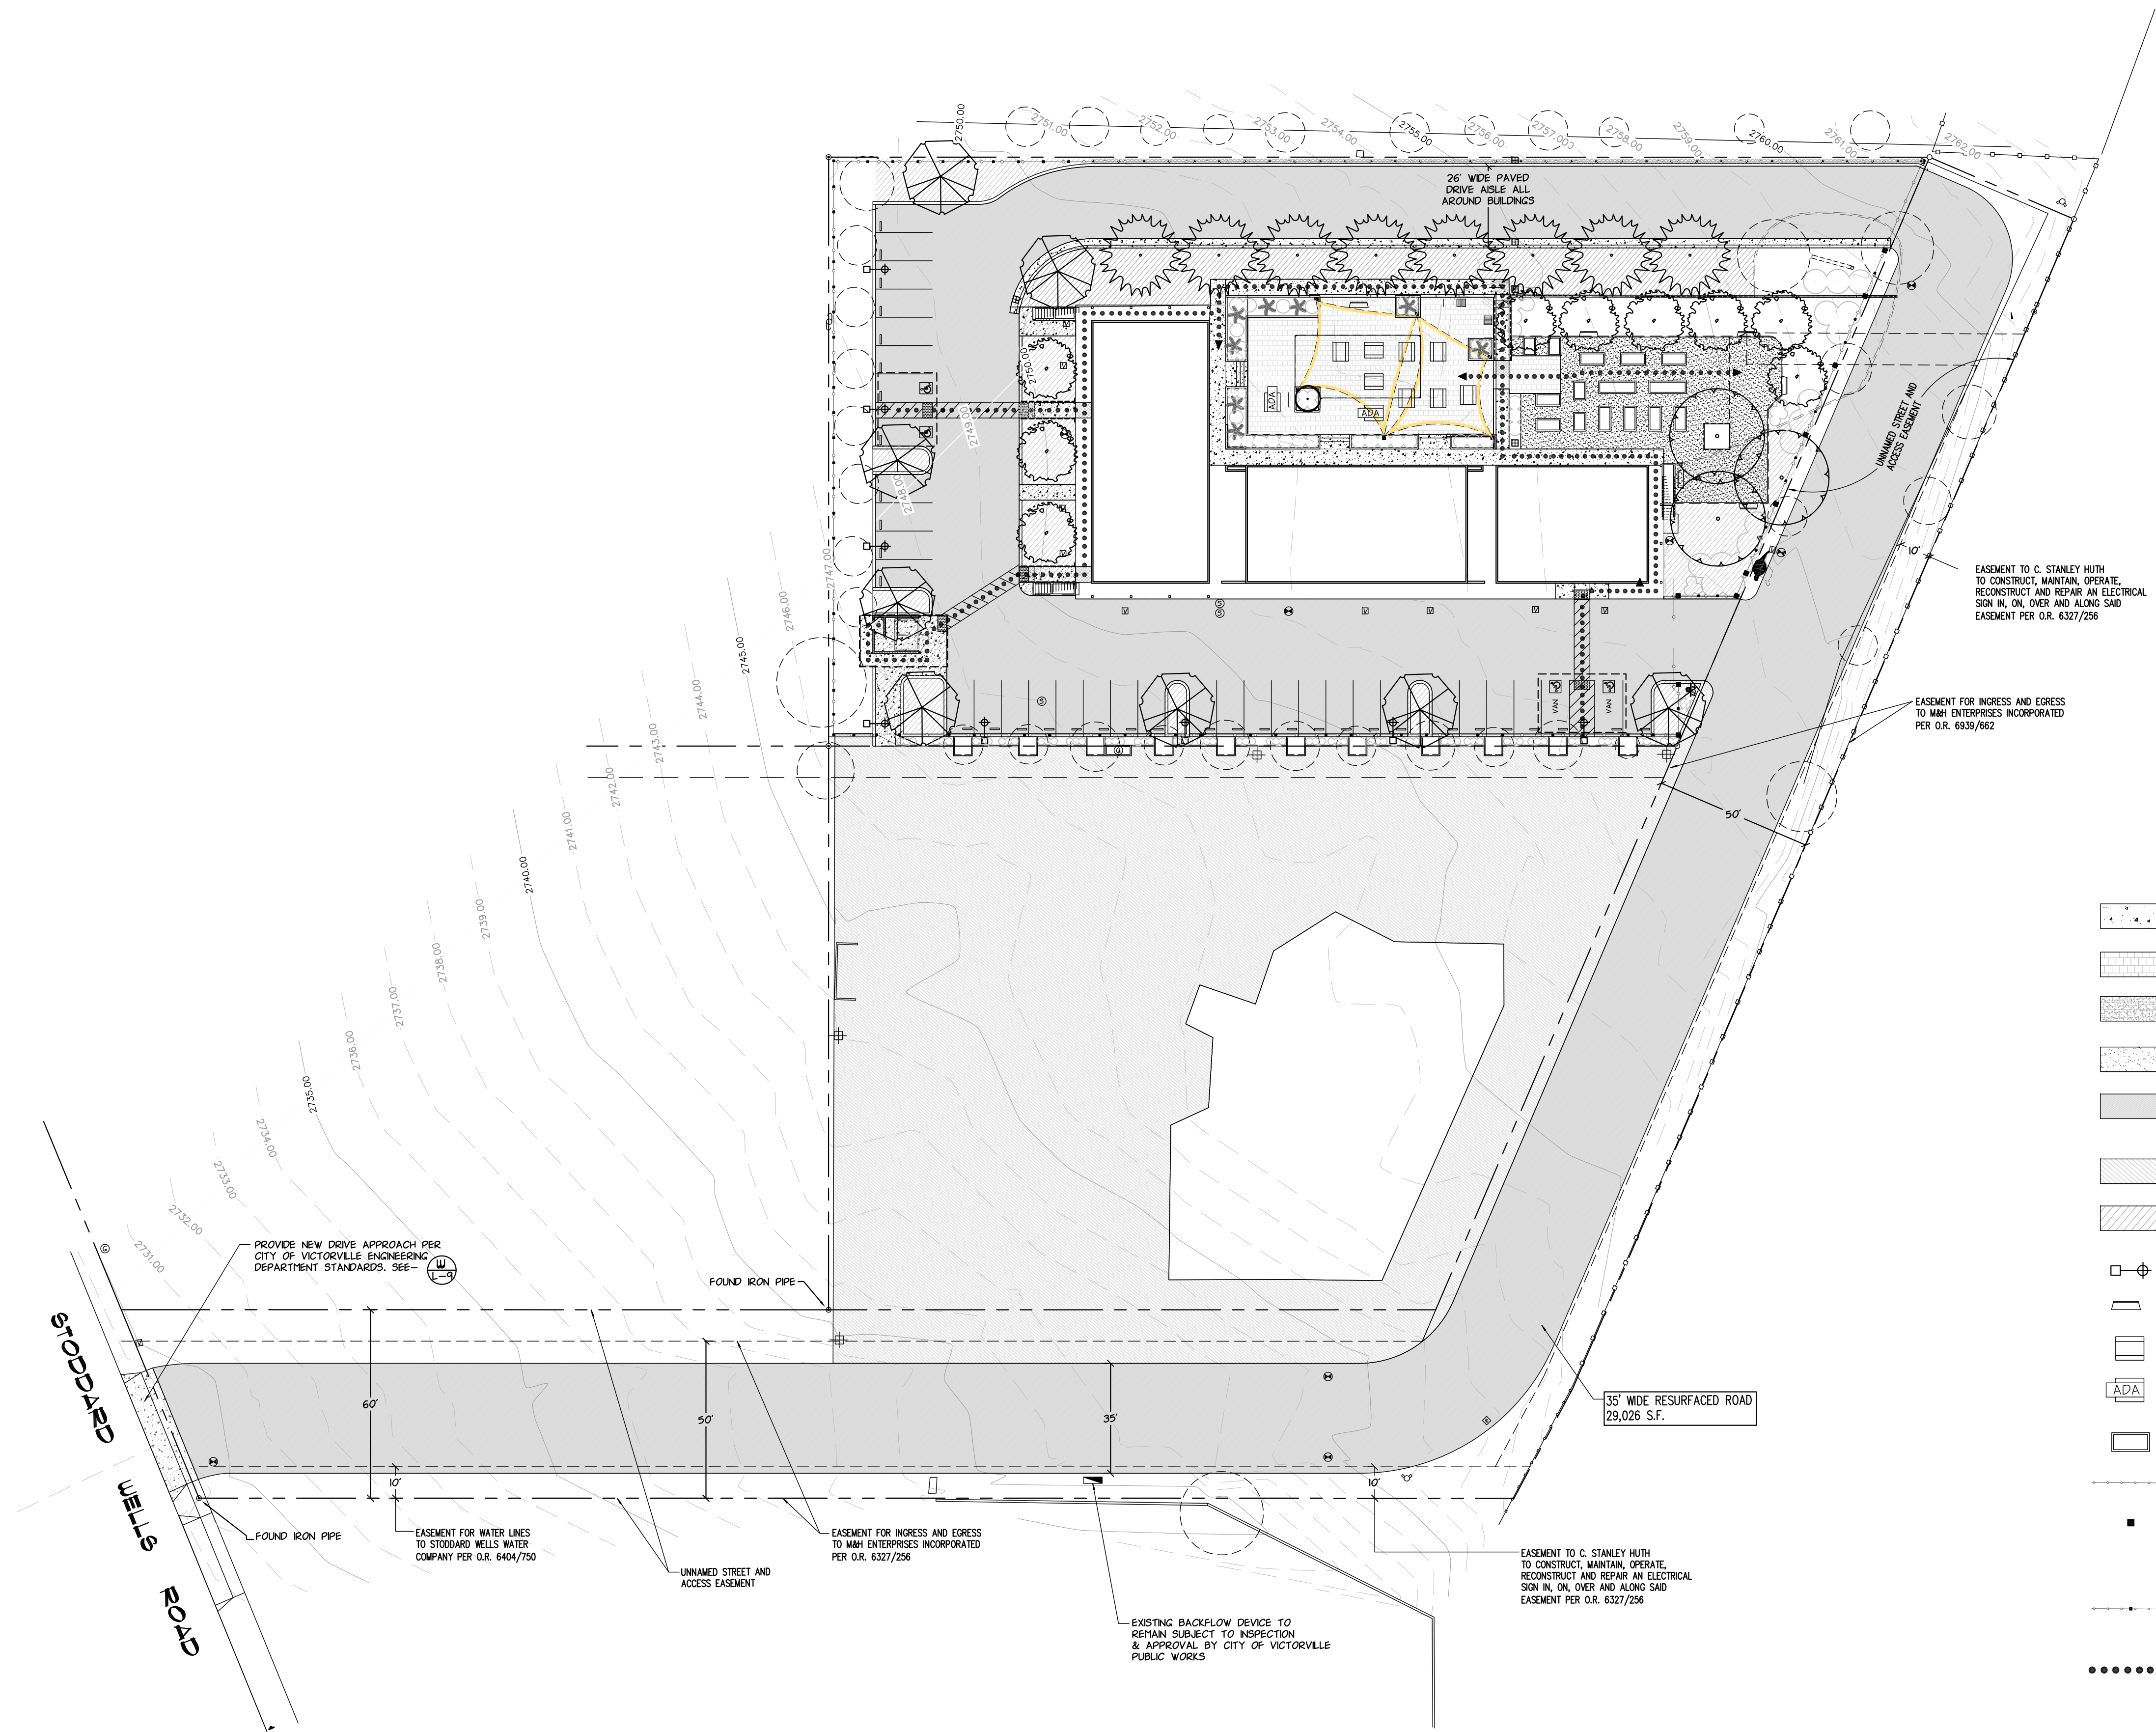 2750.00
2751.00
2752.00
2753.00
2754.00
2755.00
2756.00
2757.00
2758.00
2759.00
2760.00
2761.00
2762.00
26' WIDE PAVED
DRIVE AISLE ALL
AROUND BUILDINGS
2750.00
2749.00
2748.00
2747.00
2746.00
2745.00
2744.00
2743.00
2742.00
2741.00
2740.00
2739.00
2738.00
2737.00
2736.00
2735.00
2734.00
2733.00
2732.00
2731.00
ADA
ADA
UNNAMED STREET AND
ACCESS EASEMENT
10'
EASEMENT TO C. STANLEY HUTH
TO CONSTRUCT, MAINTAIN, OPERATE,
RECONSTRUCT AND REPAIR AN ELECTRICAL
SIGN IN, ON, OVER AND ALONG SAID
EASEMENT PER O.R. 6327/256
VAN
VAN
S
S
S
G
EASEMENT FOR INGRESS AND EGRESS
TO M&H ENTERPRISES INCORPORATED
PER O.R. 6939/662
50'
PROVIDE NEW DRIVE APPROACH PER
CITY OF VICTORVILLE ENGINEERING
DEPARTMENT STANDARDS. SEE-
W
L-9
G
FOUND IRON PIPE
STODDARD WELLS ROAD
60'
50'
35'
10'
10'
35' WIDE RESURFACED ROAD
29,026 S.F.
ADA
FOUND IRON PIPE
EASEMENT FOR WATER LINES
TO STODDARD WELLS WATER
COMPANY PER O.R. 6404/750
UNNAMED STREET AND
ACCESS EASEMENT
EASEMENT FOR INGRESS AND EGRESS
TO M&H ENTERPRISES INCORPORATED
PER O.R. 6327/256
EXISTING BACKFLOW DEVICE TO
REMAIN SUBJECT TO INSPECTION
& APPROVAL BY CITY OF VICTORVILLE
PUBLIC WORKS
EASEMENT TO C. STANLEY HUTH
TO CONSTRUCT, MAINTAIN, OPERATE,
RECONSTRUCT AND REPAIR AN ELECTRICAL
SIGN IN, ON, OVER AND ALONG SAID
EASEMENT PER O.R. 6327/256